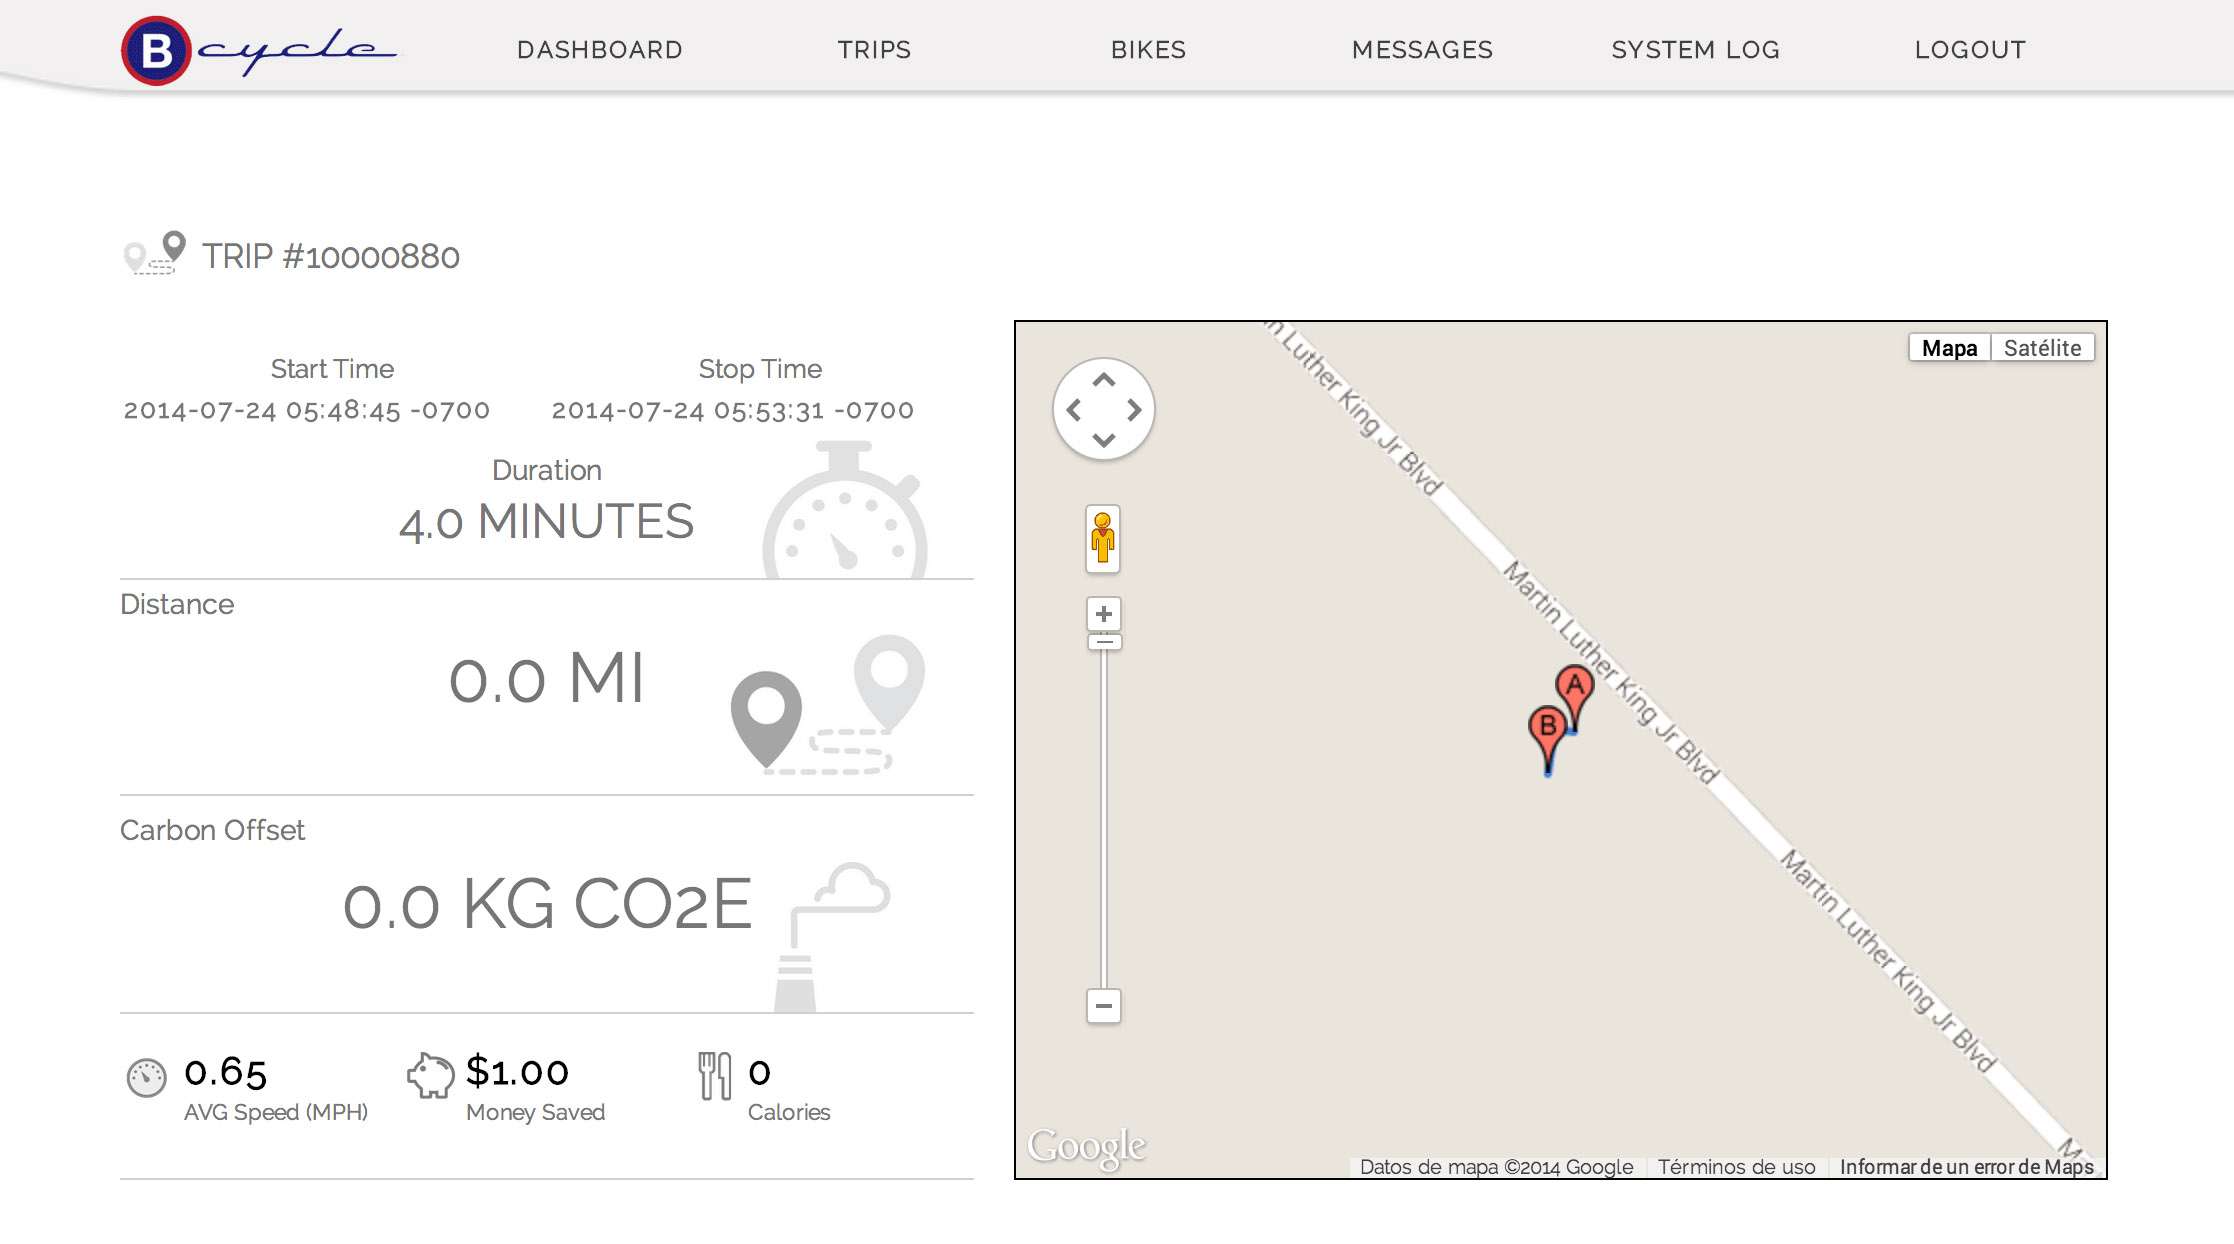 B cycle DASHBOARD TRIPS BIKES MESSAGES SYSTEM LOG LOGOUT
TRIP #10000880
Start Time Stop Time
2014-07-24 05:48:45 -0700 2014-07-24 05:53:31 -0700
Duration
4.0 MINUTES
Distance
0.0 MI
Carbon Offset
0.0 KG CO2E
0.65 $1.00 0
AVG Speed (MPH) Money Saved Calories
Mapa Satélite
n Luther King Jr Blvd
Martin Luther King Jr Blvd
Martin Luther King Jr Blvd
A
B
Google
Datos de mapa ©2014 Google Términos de uso Informar de un error de Maps